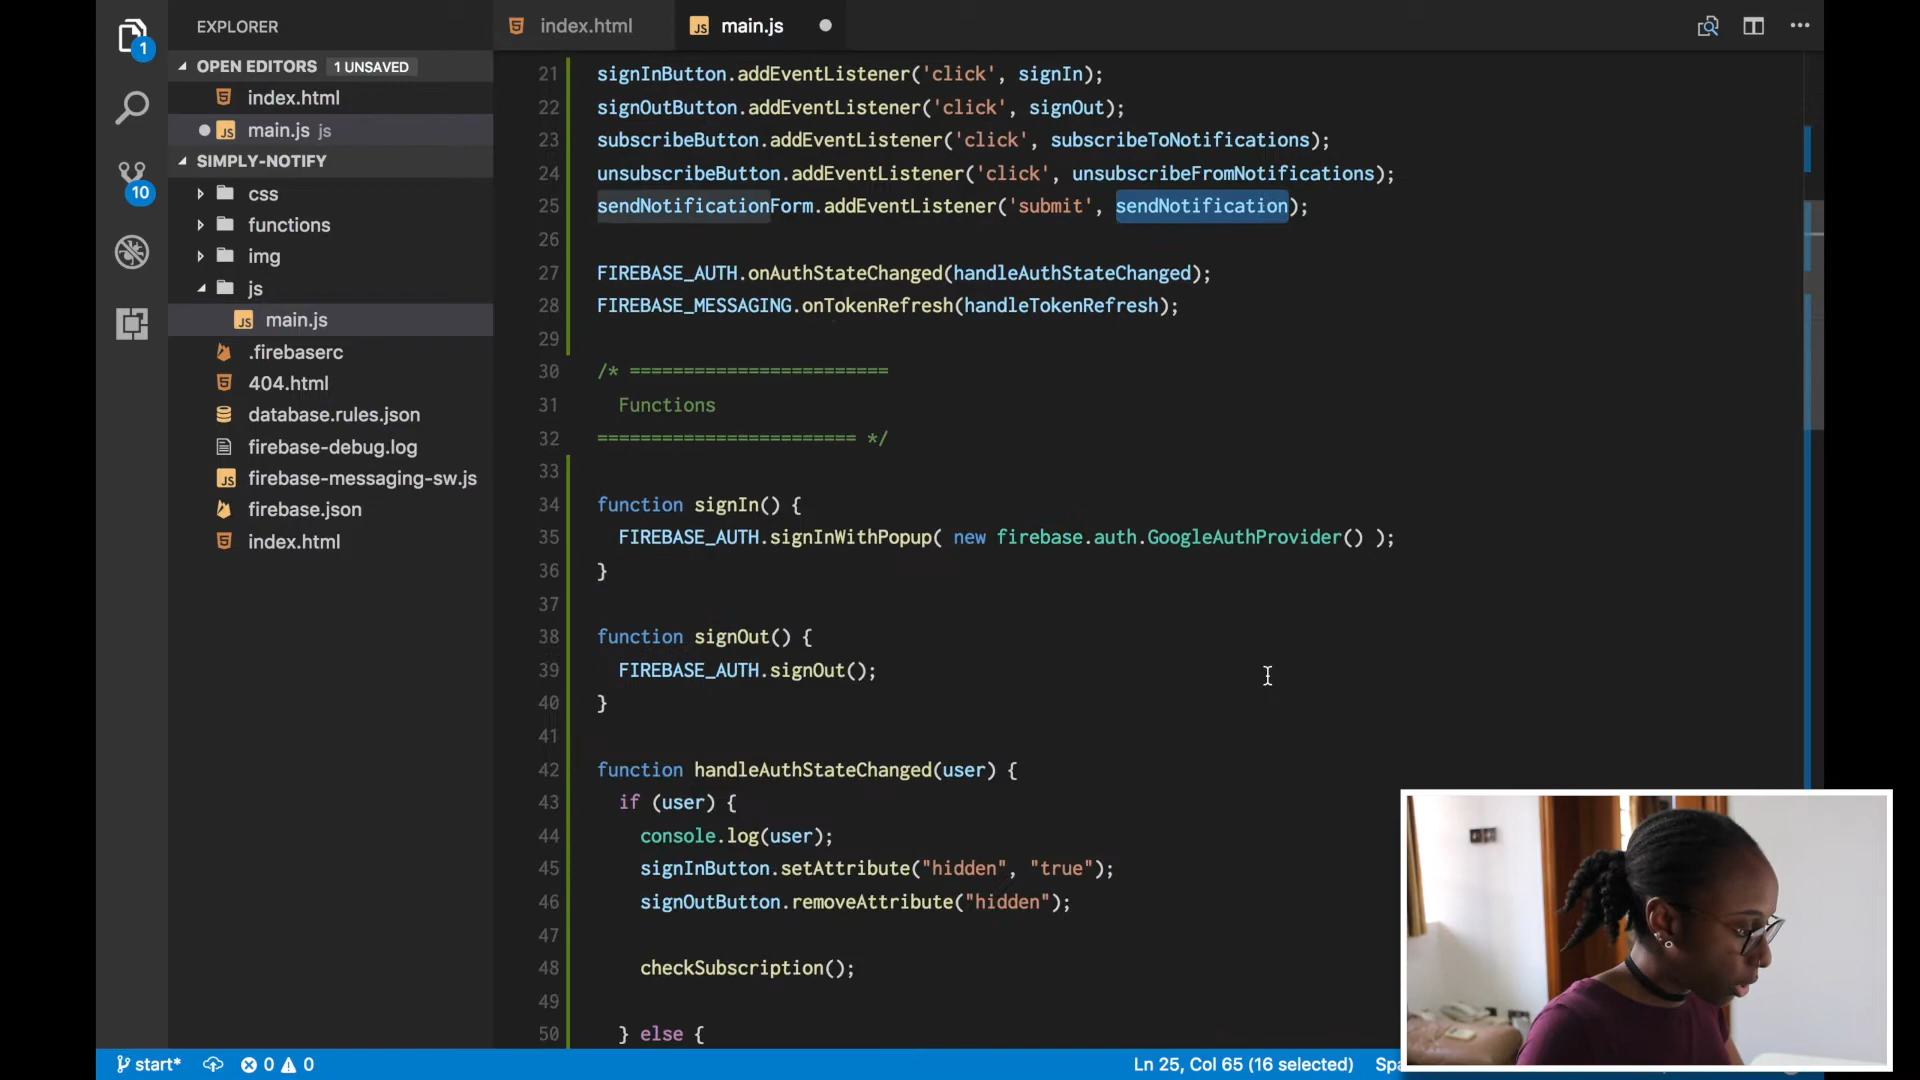 EXPLORER
OPEN EDITORS 1 UNSAVED
index.html
main.js js
SIMPLY-NOTIFY
css
functions
img
js
main.js
.firebaserc
404.html
database.rules.json
firebase-debug.log
firebase-messaging-sw.js
firebase.json
index.html
1
10
index.html
main.js
21 signInButton.addEventListener('click', signIn);
22 signOutButton.addEventListener('click', signOut);
23 subscribeButton.addEventListener('click', subscribeToNotifications);
24 unsubscribeButton.addEventListener('click', unsubscribeFromNotifications);
25 sendNotificationForm.addEventListener('submit', sendNotification);
26
27 FIREBASE_AUTH.onAuthStateChanged(handleAuthStateChanged);
28 FIREBASE_MESSAGING.onTokenRefresh(handleTokenRefresh);
29
30 /* ========================
31 Functions
32 ======================== */
33
34 function signIn() {
35 FIREBASE_AUTH.signInWithPopup( new firebase.auth.GoogleAuthProvider() );
36 }
37
38 function signOut() {
39 FIREBASE_AUTH.signOut();
40 }
41
42 function handleAuthStateChanged(user) {
43 if (user) {
44 console.log(user);
45 signInButton.setAttribute("hidden", "true");
46 signOutButton.removeAttribute("hidden");
47
48 checkSubscription();
49
50 } else {
start* 0 0 Ln 25, Col 65 (16 selected)